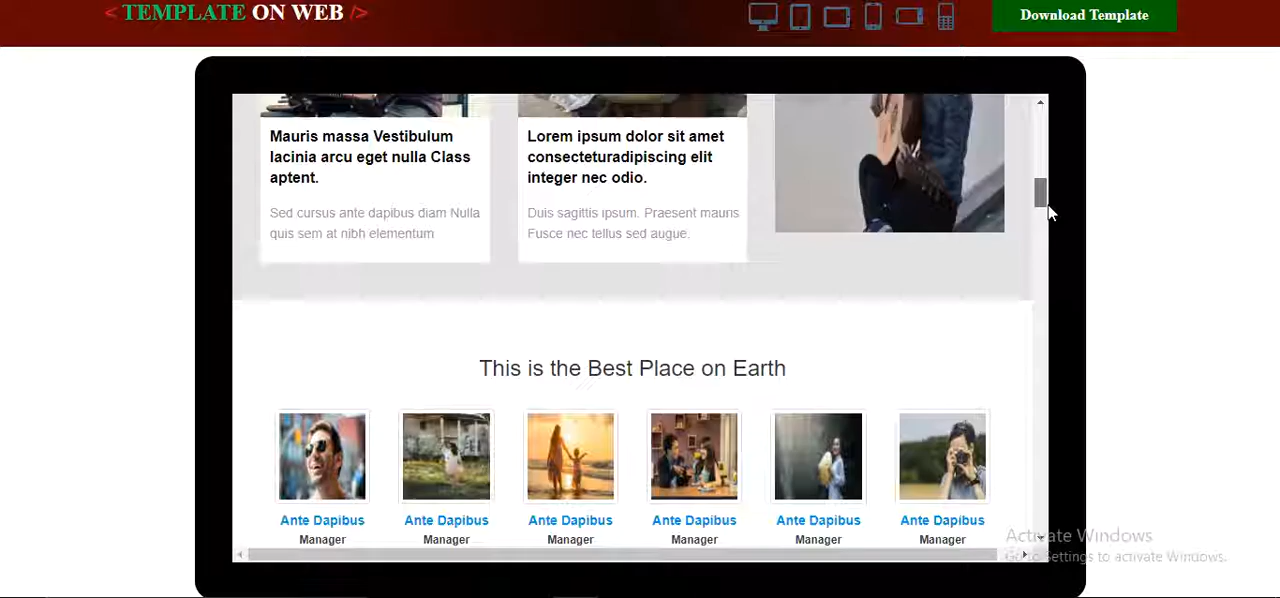 < TEMPLATE ON WEB />
Download Template
Mauris massa Vestibulum
lacinia arcu eget nulla Class
aptent.
Sed cursus ante dapibus diam Nulla
quis sem at nibh elementum
Lorem ipsum dolor sit amet
consecteturadipiscing elit
integer nec odio.
Duis sagittis ipsum. Praesent mauris
Fusce nec tellus sed augue.
This is the Best Place on Earth
Ante Dapibus
Manager
Ante Dapibus
Manager
Ante Dapibus
Manager
Ante Dapibus
Manager
Ante Dapibus
Manager
Ante Dapibus
Manager
Activate Windows
Go to Settings to activate Windows.